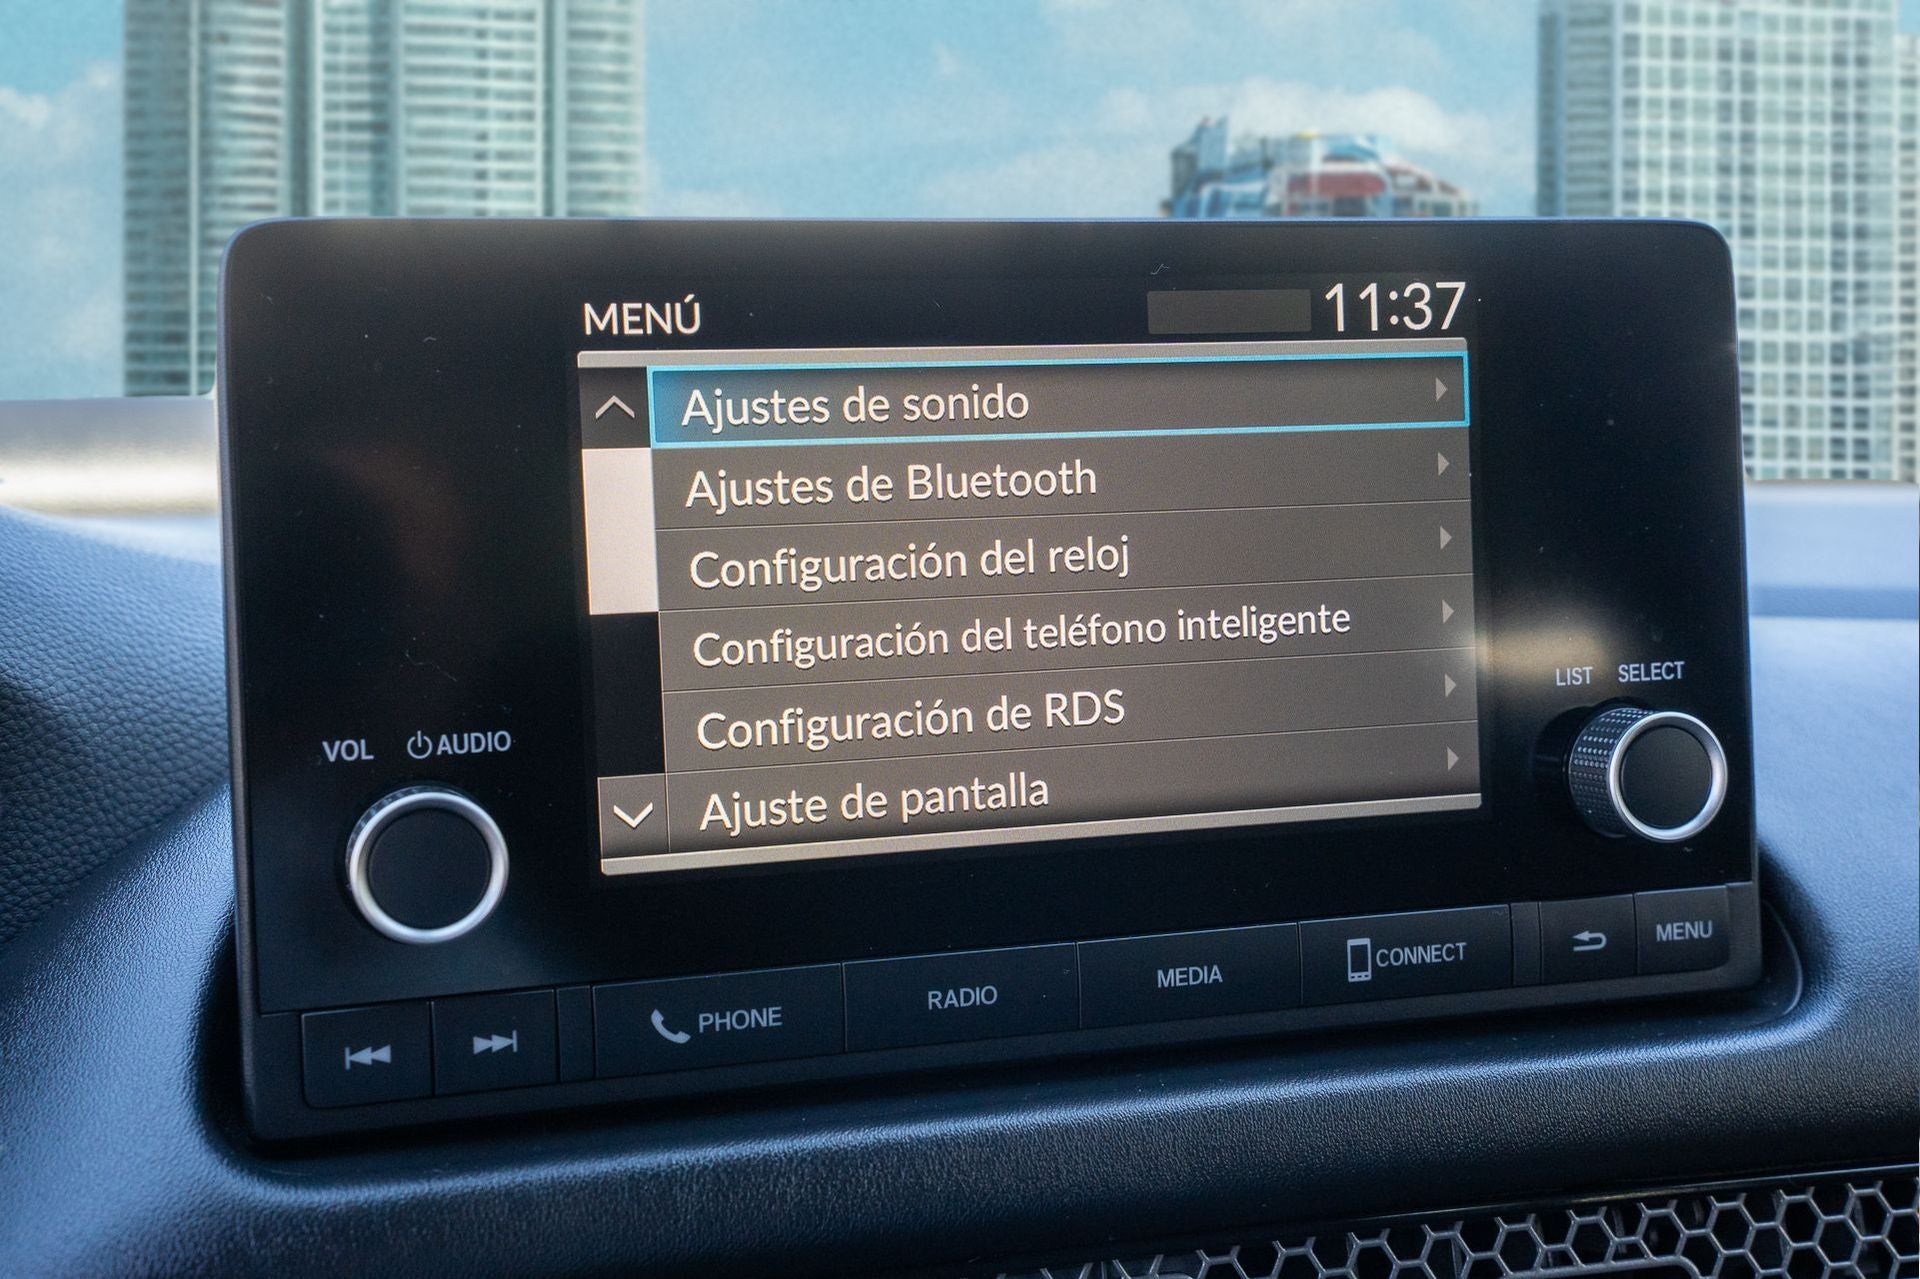 MENÚ
11:37
Ajustes de sonido
Ajustes de Bluetooth
Configuración del reloj
Configuración del teléfono inteligente
Configuración de RDS
Ajuste de pantalla
VOL AUDIO
LIST SELECT
PHONE
RADIO
MEDIA
CONNECT
MENU